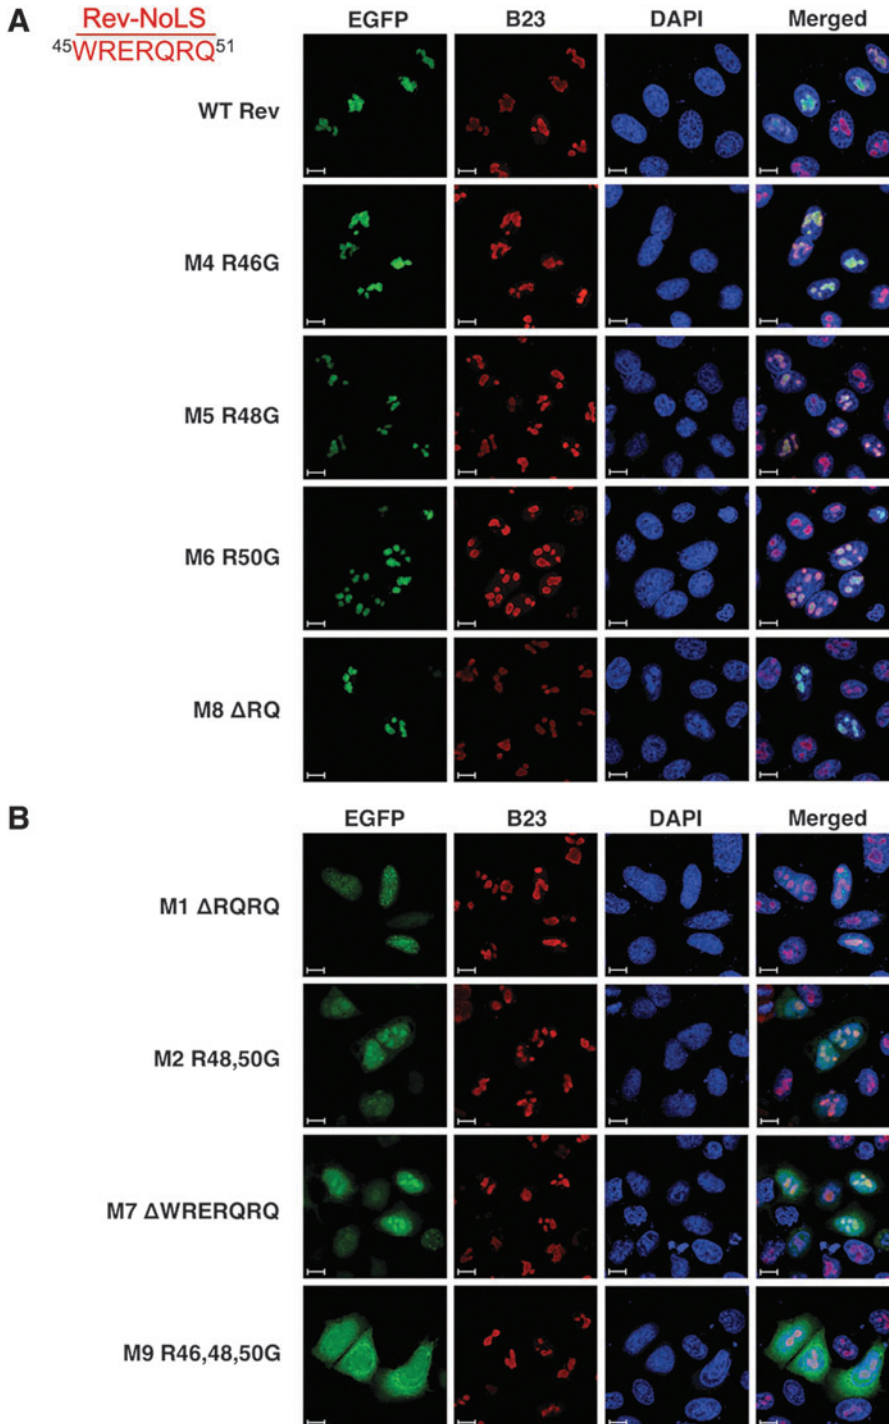 A
Rev-NoLS
45WRERQRQ51
EGFP B23 DAPI Merged
WT Rev
M4 R46G
M5 R48G
M6 R50G
M8 ΔRQ
B
EGFP B23 DAPI Merged
M1 ΔRQRQ
M2 R48,50G
M7 ΔWRERQRQ
M9 R46,48,50G